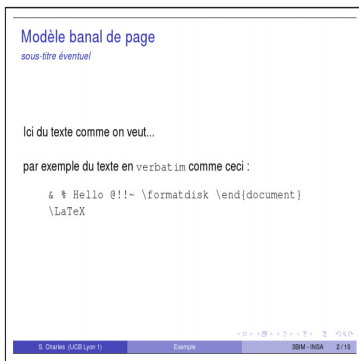 Modèle banal de page
sous-titre éventuel
Ici du texte comme on veut...
par exemple du texte en verbatim comme ceci :
& % Hello @!!~ \formatdisk \end{document}
\LaTeX
S. Charles (UCB Lyon 1) Exemple 3BIM - INSA 2 / 10